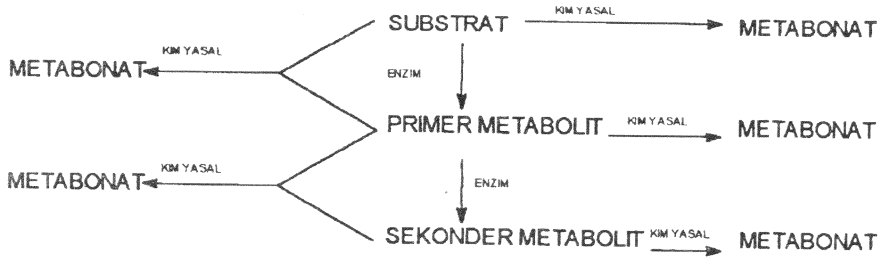 SUBSTRAT KIMYASAL METABONAT
METABONAT KIMYASAL
ENZIM
PRIMER METABOLIT KIMYASAL METABONAT
METABONAT KIMYASAL
ENZIM
SEKONDER METABOLIT KIMYASAL METABONAT